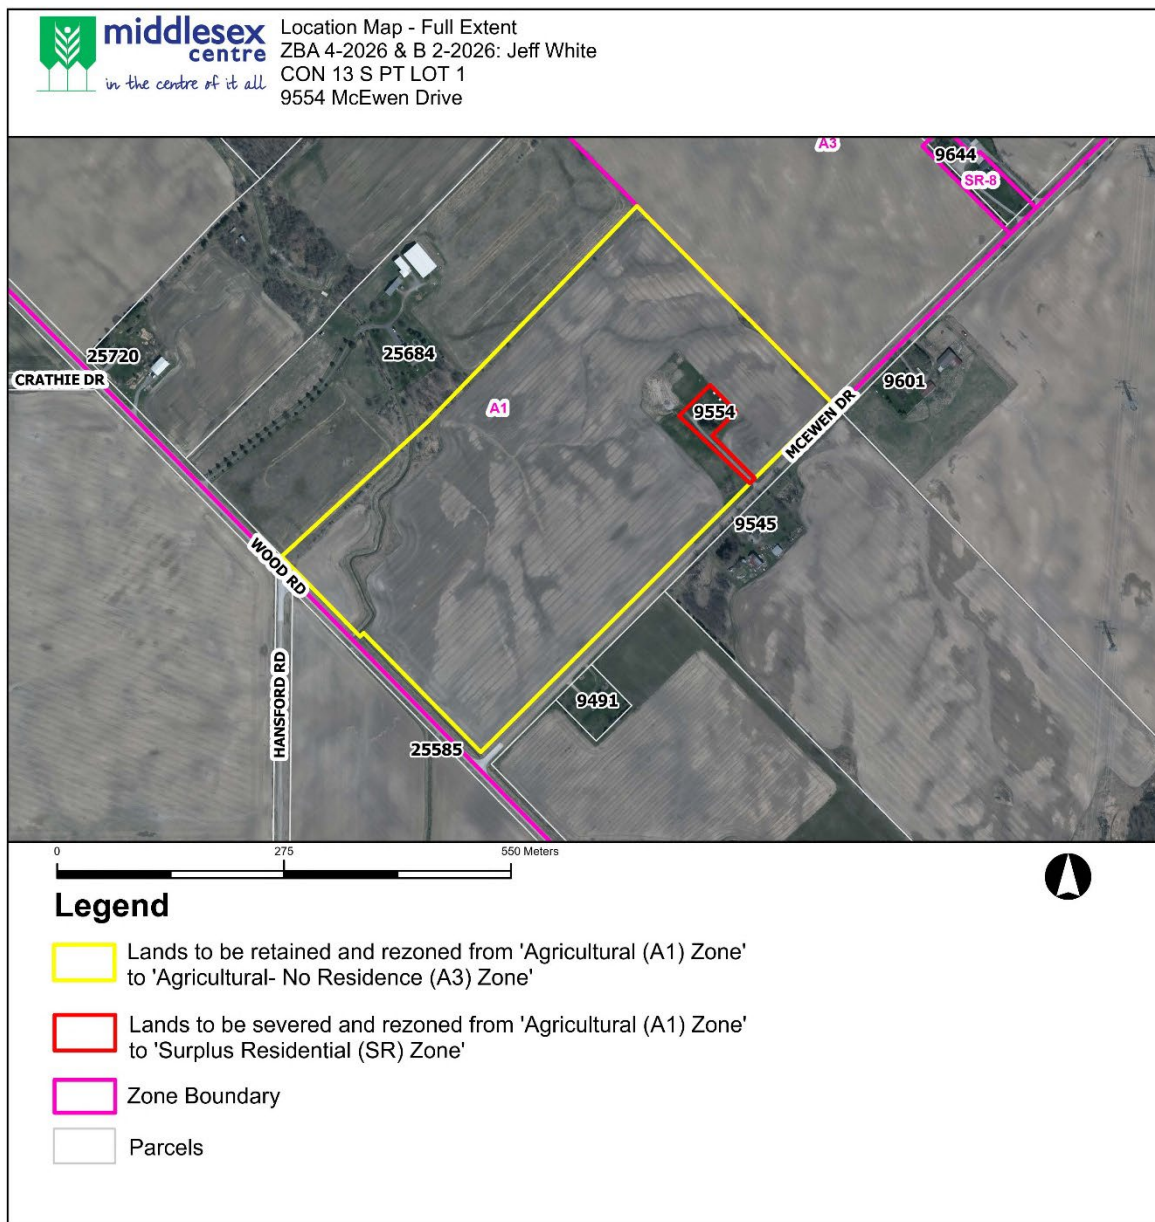 middlesex
centre
in the centre of it all
Location Map - Full Extent
ZBA 4-2026 & B 2-2026: Jeff White
CON 13 S PT LOT 1
9554 McEwen Drive
A3
9644
SR-8
25720
CRATHIE DR
25684
A1
9554
9601
MCEWEN DR
9545
WOOD RD
HANSFORD RD
9491
25585
0 275 550 Meters
Legend
Lands to be retained and rezoned from 'Agricultural (A1) Zone'
to 'Agricultural- No Residence (A3) Zone'
Lands to be severed and rezoned from 'Agricultural (A1) Zone'
to 'Surplus Residential (SR) Zone'
Zone Boundary
Parcels